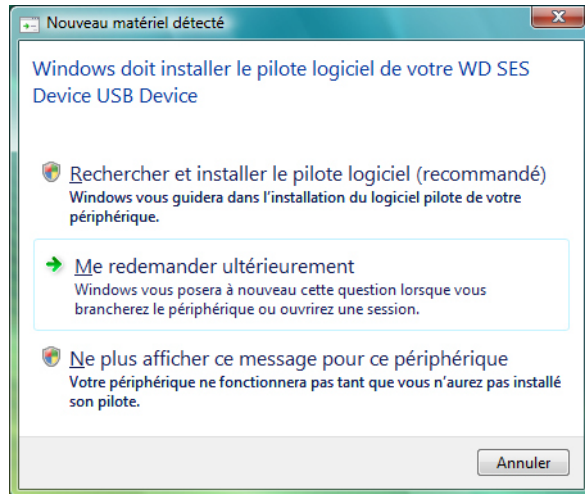 Nouveau matériel détecté
Windows doit installer le pilote logiciel de votre WD SES
Device USB Device
Rechercher et installer le pilote logiciel (recommandé)
Windows vous guidera dans l'installation du logiciel pilote de votre
périphérique.
Me redemander ultérieurement
Windows vous posera à nouveau cette question lorsque vous
brancherez le périphérique ou ouvrirez une session.
Ne plus afficher ce message pour ce périphérique
Votre périphérique ne fonctionnera pas tant que vous n'aurez pas installé
son pilote.
Annuler